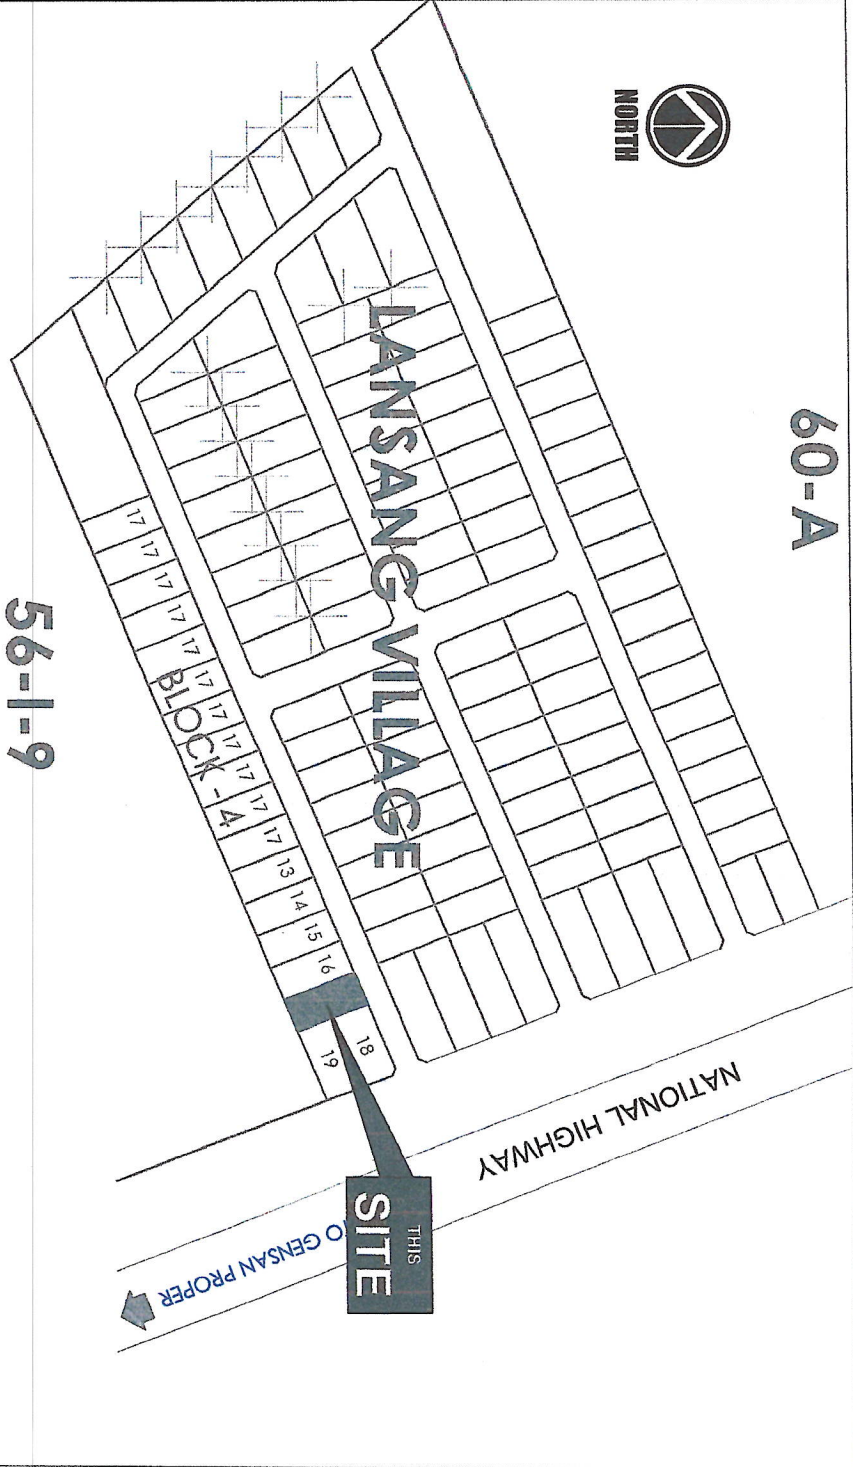 60-A
NORTH
NATIONAL HIGHWAY
LANSANG VILLAGE
THIS
SITE
TO GENSAN PROPER
17 17 17 17 17 17 17 17 17 17 17 13 14 15 16
18
19
BLOCK - 4
56-I-9